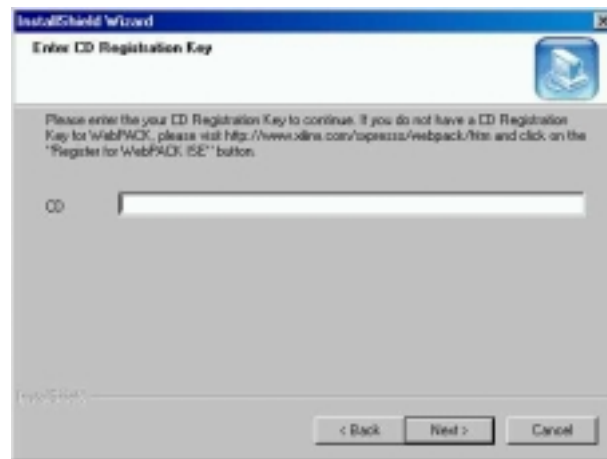 InstallShield Wizard
Enter CD Registration Key
Please enter the your CD Registration Key to continue. If you do not have a CD Registration
Key for WebPACK, please visit http://www.xilinx.com/xpresso/webpack/htm and click on the
"Register for WebPACK ISE" button.
CD
InstallShield
< Back
Next >
Cancel